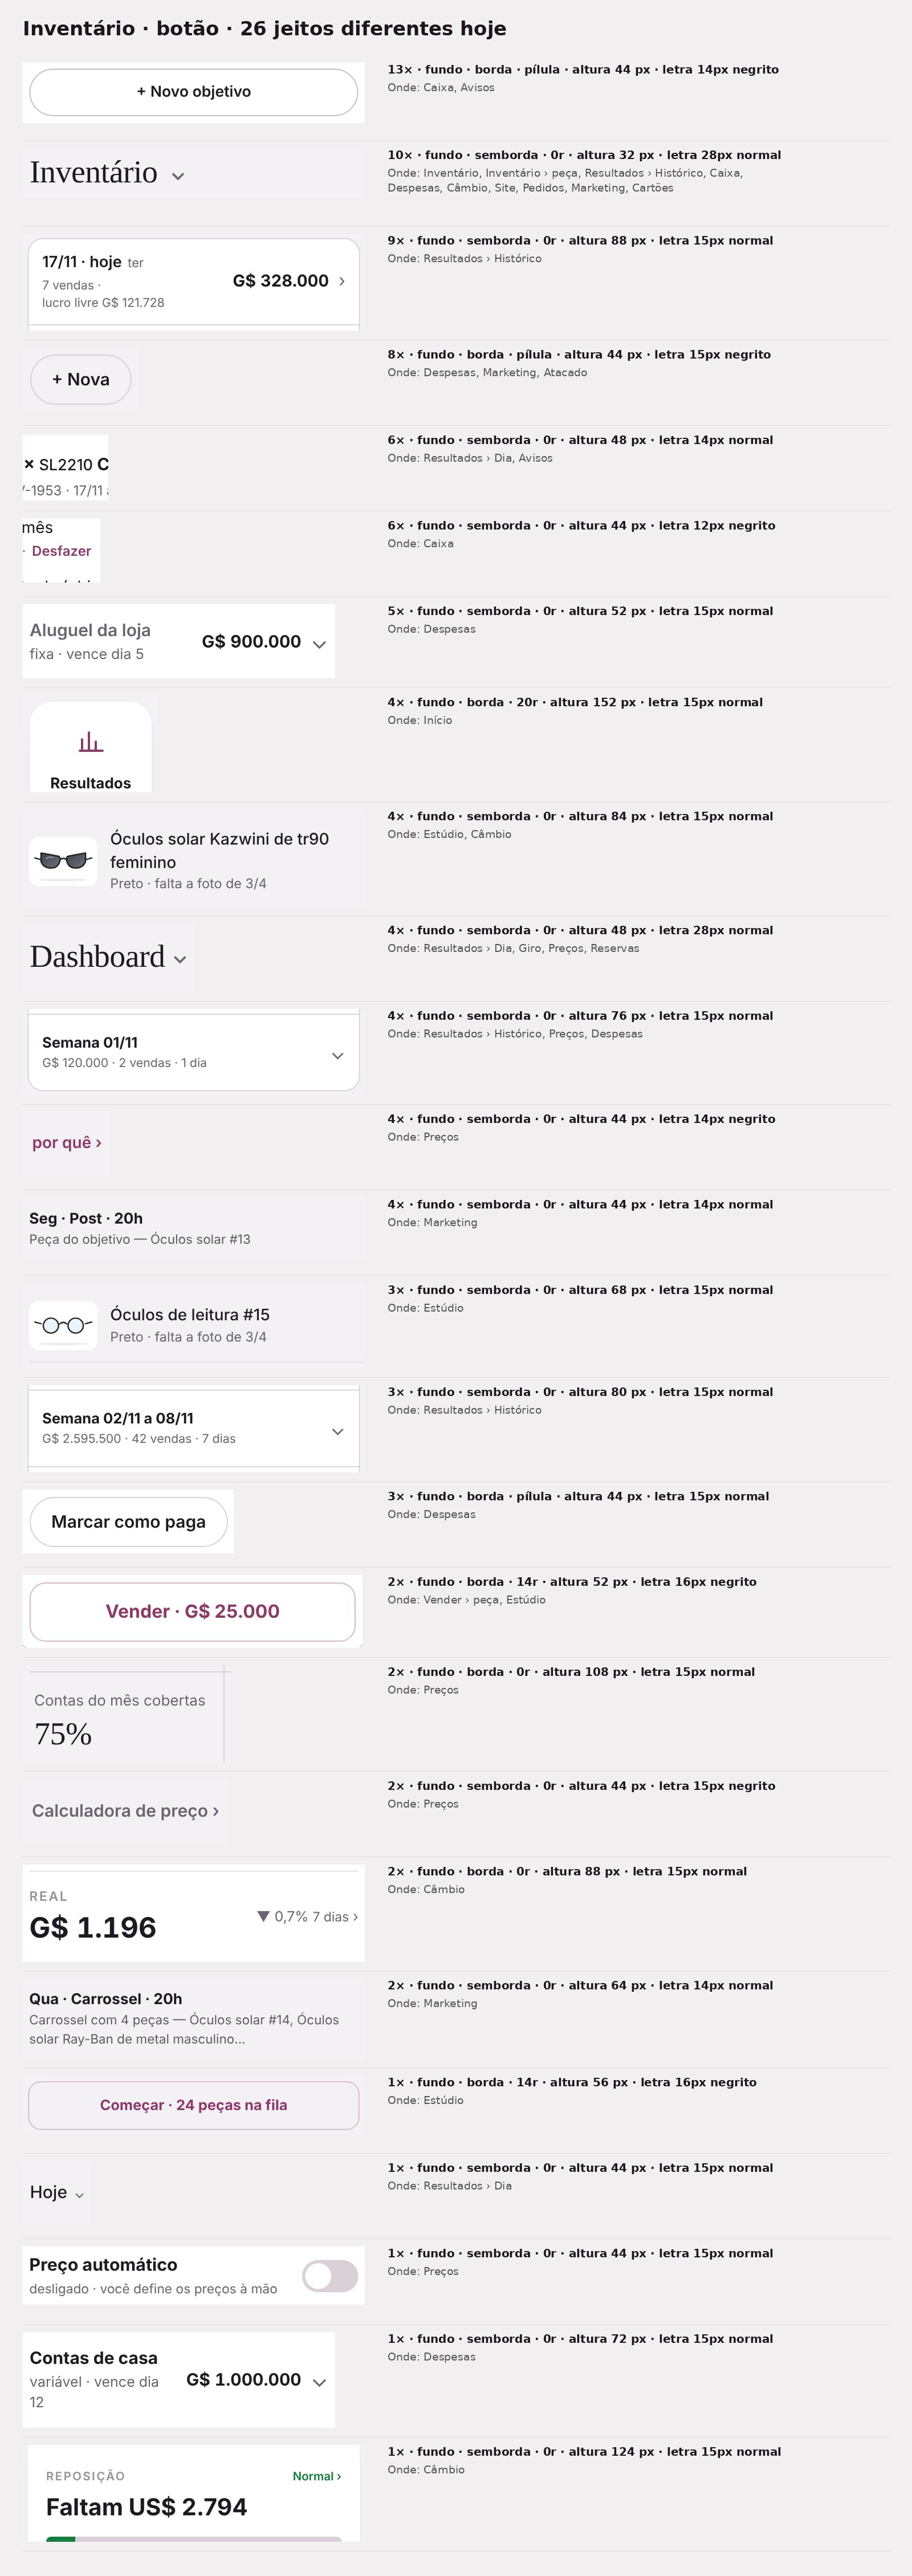 Inventário · botão · 26 jeitos diferentes hoje
+ Novo objetivo
13× · fundo · borda · pílula · altura 44 px · letra 14px negrito
Onde: Caixa, Avisos
Inventário
10× · fundo · semborda · 0r · altura 32 px · letra 28px normal
Onde: Inventário, Inventário › peça, Resultados › Histórico, Caixa,
Despesas, Câmbio, Site, Pedidos, Marketing, Cartões
17/11 · hoje ter
7 vendas ·
lucro livre G$ 121.728
G$ 328.000 ›
9× · fundo · semborda · 0r · altura 88 px · letra 15px normal
Onde: Resultados › Histórico
+ Nova
8× · fundo · borda · pílula · altura 44 px · letra 15px negrito
Onde: Despesas, Marketing, Atacado
× SL2210 C
-1953 · 17/11
6× · fundo · semborda · 0r · altura 48 px · letra 14px normal
Onde: Resultados › Dia, Avisos
mês
· Desfazer
6× · fundo · semborda · 0r · altura 44 px · letra 12px negrito
Onde: Caixa
Aluguel da loja
fixa · vence dia 5
G$ 900.000
5× · fundo · semborda · 0r · altura 52 px · letra 15px normal
Onde: Despesas
Resultados
4× · fundo · borda · 20r · altura 152 px · letra 15px normal
Onde: Início
Óculos solar Kazwini de tr90
feminino
Preto · falta a foto de 3/4
4× · fundo · semborda · 0r · altura 84 px · letra 15px normal
Onde: Estúdio, Câmbio
Dashboard
4× · fundo · semborda · 0r · altura 48 px · letra 28px normal
Onde: Resultados › Dia, Giro, Preços, Reservas
Semana 01/11
G$ 120.000 · 2 vendas · 1 dia
4× · fundo · semborda · 0r · altura 76 px · letra 15px normal
Onde: Resultados › Histórico, Preços, Despesas
por quê ›
4× · fundo · semborda · 0r · altura 44 px · letra 14px negrito
Onde: Preços
Seg · Post · 20h
Peça do objetivo — Óculos solar #13
4× · fundo · semborda · 0r · altura 44 px · letra 14px normal
Onde: Marketing
Óculos de leitura #15
Preto · falta a foto de 3/4
3× · fundo · semborda · 0r · altura 68 px · letra 15px normal
Onde: Estúdio
Semana 02/11 a 08/11
G$ 2.595.500 · 42 vendas · 7 dias
3× · fundo · semborda · 0r · altura 80 px · letra 15px normal
Onde: Resultados › Histórico
Marcar como paga
3× · fundo · borda · pílula · altura 44 px · letra 15px normal
Onde: Despesas
Vender · G$ 25.000
2× · fundo · borda · 14r · altura 52 px · letra 16px negrito
Onde: Vender › peça, Estúdio
Contas do mês cobertas
75%
2× · fundo · borda · 0r · altura 108 px · letra 15px normal
Onde: Preços
Calculadora de preço ›
2× · fundo · semborda · 0r · altura 44 px · letra 15px negrito
Onde: Preços
REAL
G$ 1.196
▼ 0,7% 7 dias ›
2× · fundo · borda · 0r · altura 88 px · letra 15px normal
Onde: Câmbio
Qua · Carrossel · 20h
Carrossel com 4 peças — Óculos solar #14, Óculos
solar Ray-Ban de metal masculino...
2× · fundo · semborda · 0r · altura 64 px · letra 14px normal
Onde: Marketing
Começar · 24 peças na fila
1× · fundo · borda · 14r · altura 56 px · letra 16px negrito
Onde: Estúdio
Hoje
1× · fundo · semborda · 0r · altura 44 px · letra 15px normal
Onde: Resultados › Dia
Preço automático
desligado · você define os preços à mão
1× · fundo · semborda · 0r · altura 44 px · letra 15px normal
Onde: Preços
Contas de casa
variável · vence dia
12
G$ 1.000.000
1× · fundo · semborda · 0r · altura 72 px · letra 15px normal
Onde: Despesas
REPOSIÇÃO
Normal ›
Faltam US$ 2.794
1× · fundo · semborda · 0r · altura 124 px · letra 15px normal
Onde: Câmbio